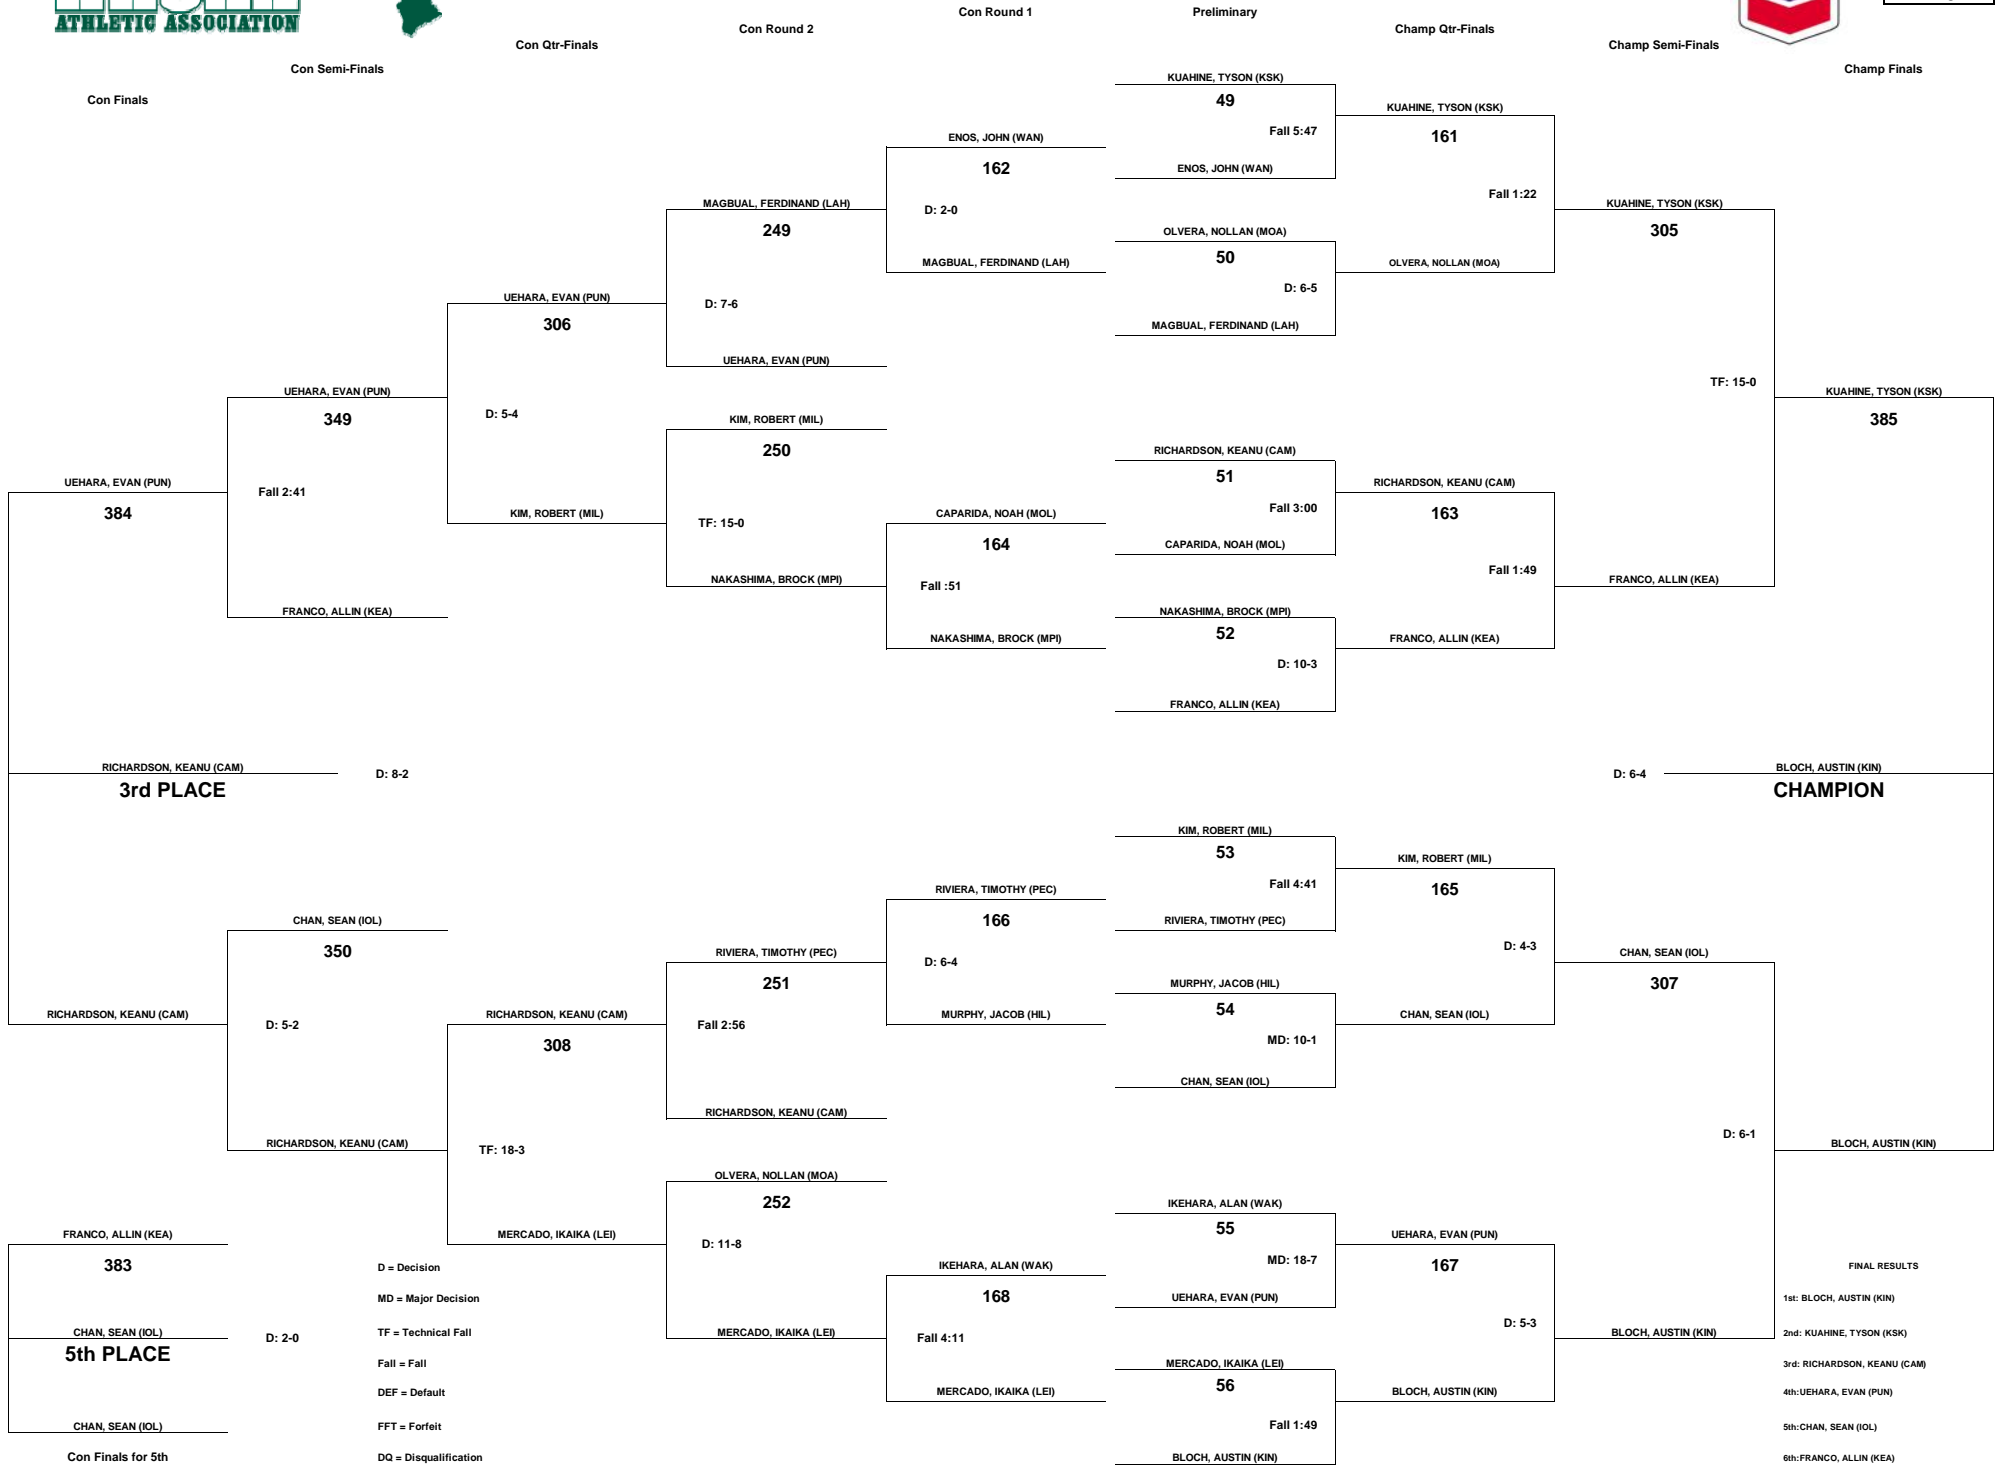 ATHLETIC ASSOCIATION
Con Round 1
Preliminary
Con Round 2
Champ Qtr-Finals
Con Qtr-Finals
Champ Semi-Finals
Con Semi-Finals
Champ Finals
Con Finals
KUAHINE, TYSON (KSK)
49
Fall 5:47
ENOS, JOHN (WAN)
KUAHINE, TYSON (KSK)
161
Fall 1:22
ENOS, JOHN (WAN)
162
D: 2-0
MAGBUAL, FERDINAND (LAH)
MAGBUAL, FERDINAND (LAH)
249
D: 7-6
UEHARA, EVAN (PUN)
OLVERA, NOLLAN (MOA)
50
D: 6-5
MAGBUAL, FERDINAND (LAH)
OLVERA, NOLLAN (MOA)
KUAHINE, TYSON (KSK)
305
TF: 15-0
UEHARA, EVAN (PUN)
306
D: 5-4
KIM, ROBERT (MIL)
UEHARA, EVAN (PUN)
349
Fall 2:41
FRANCO, ALLIN (KEA)
KIM, ROBERT (MIL)
250
TF: 15-0
NAKASHIMA, BROCK (MPI)
KUAHINE, TYSON (KSK)
385
RICHARDSON, KEANU (CAM)
51
Fall 3:00
CAPARIDA, NOAH (MOL)
RICHARDSON, KEANU (CAM)
163
Fall 1:49
FRANCO, ALLIN (KEA)
UEHARA, EVAN (PUN)
384
CAPARIDA, NOAH (MOL)
164
Fall :51
NAKASHIMA, BROCK (MPI)
NAKASHIMA, BROCK (MPI)
52
D: 10-3
FRANCO, ALLIN (KEA)
FRANCO, ALLIN (KEA)
RICHARDSON, KEANU (CAM)
3rd PLACE
D: 8-2
D: 6-4
BLOCH, AUSTIN (KIN)
CHAMPION
KIM, ROBERT (MIL)
53
Fall 4:41
RIVIERA, TIMOTHY (PEC)
KIM, ROBERT (MIL)
165
D: 4-3
CHAN, SEAN (IOL)
RIVIERA, TIMOTHY (PEC)
166
D: 6-4
MURPHY, JACOB (HIL)
CHAN, SEAN (IOL)
350
D: 5-2
RICHARDSON, KEANU (CAM)
RIVIERA, TIMOTHY (PEC)
251
Fall 2:56
RICHARDSON, KEANU (CAM)
CHAN, SEAN (IOL)
307
D: 6-1
MURPHY, JACOB (HIL)
54
MD: 10-1
CHAN, SEAN (IOL)
RICHARDSON, KEANU (CAM)
RICHARDSON, KEANU (CAM)
308
TF: 18-3
MERCADO, IKAIKA (LEI)
BLOCH, AUSTIN (KIN)
OLVERA, NOLLAN (MOA)
252
D: 11-8
MERCADO, IKAIKA (LEI)
IKEHARA, ALAN (WAK)
55
MD: 18-7
UEHARA, EVAN (PUN)
UEHARA, EVAN (PUN)
167
D: 5-3
BLOCH, AUSTIN (KIN)
IKEHARA, ALAN (WAK)
168
Fall 4:11
MERCADO, IKAIKA (LEI)
MERCADO, IKAIKA (LEI)
56
Fall 1:49
BLOCH, AUSTIN (KIN)
BLOCH, AUSTIN (KIN)
FRANCO, ALLIN (KEA)
383
CHAN, SEAN (IOL)
5th PLACE
D: 2-0
CHAN, SEAN (IOL)
Con Finals for 5th
D = Decision
MD = Major Decision
TF = Technical Fall
Fall = Fall
DEF = Default
FFT = Forfeit
DQ = Disqualification
FINAL RESULTS
1st: BLOCH, AUSTIN (KIN)
2nd: KUAHINE, TYSON (KSK)
3rd: RICHARDSON, KEANU (CAM)
4th:UEHARA, EVAN (PUN)
5th:CHAN, SEAN (IOL)
6th:FRANCO, ALLIN (KEA)